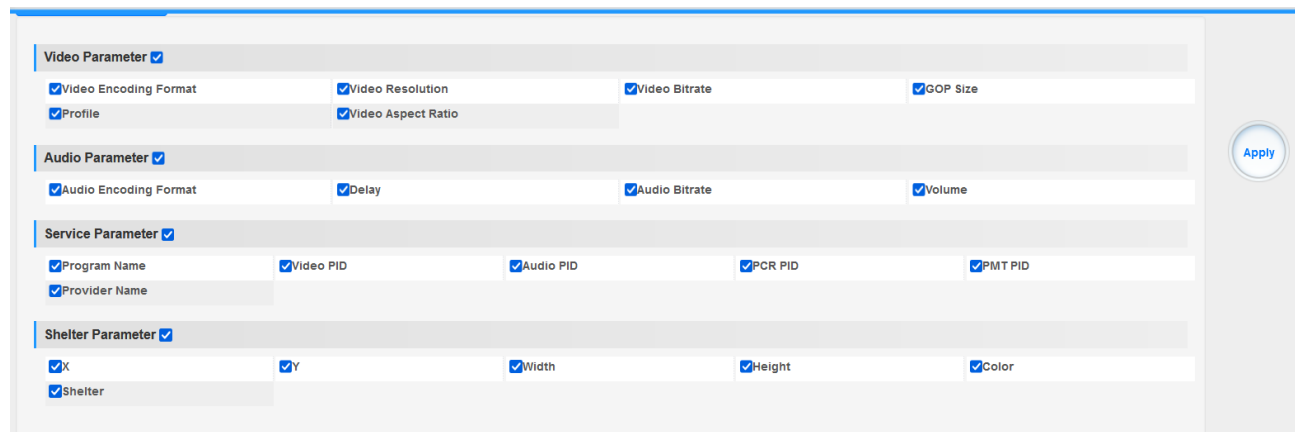 Video Parameter
Video Encoding Format Video Resolution Video Bitrate GOP Size
Profile Video Aspect Ratio
Audio Parameter
Apply
Audio Encoding Format Delay Audio Bitrate Volume
Service Parameter
Program Name Video PID Audio PID PCR PID PMT PID
Provider Name
Shelter Parameter
X Y Width Height Color
Shelter